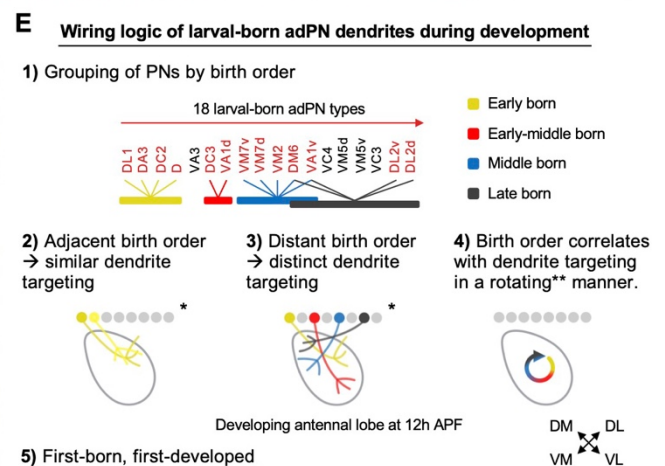 E
Wiring logic of larval-born adPN dendrites during development
1) Grouping of PNs by birth order
18 larval-born adPN types
DL1
DA3
DC2
D
VA3
DC3
VA1d
VM7v
VM7d
VM2
DM6
VA1v
VC4
VM5d
VM5v
VC3
DL2v
DL2d
Early born
Early-middle born
Middle born
Late born
2) Adjacent birth order
→ similar dendrite
targeting
*
3) Distant birth order
→ distinct dendrite
targeting
*
4) Birth order correlates
with dendrite targeting
in a rotating** manner.
Developing antennal lobe at 12h APF
DM DL
VM VL
5) First-born, first-developed